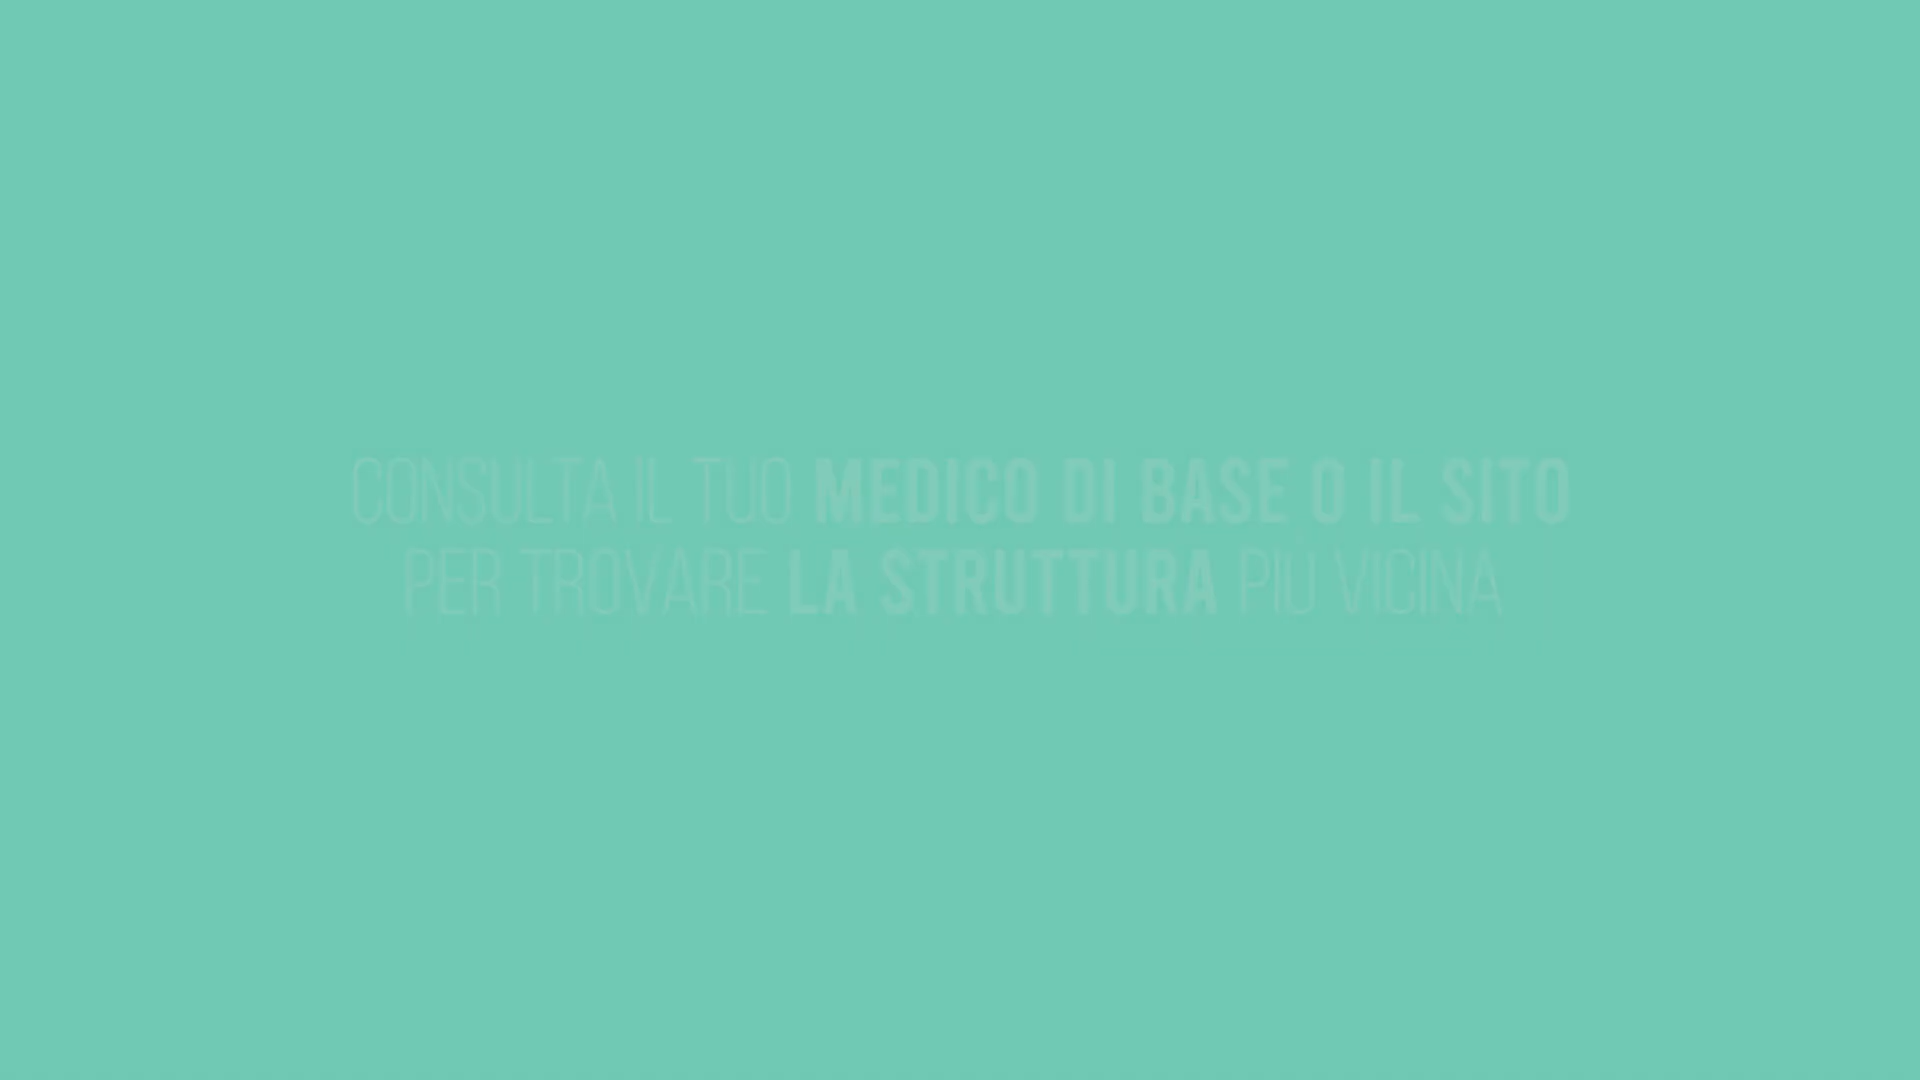 CONSULTA IL TUO MEDICO DI BASE O IL SITO
PER TROVARE LA STRUTTURA PIÙ VICINA